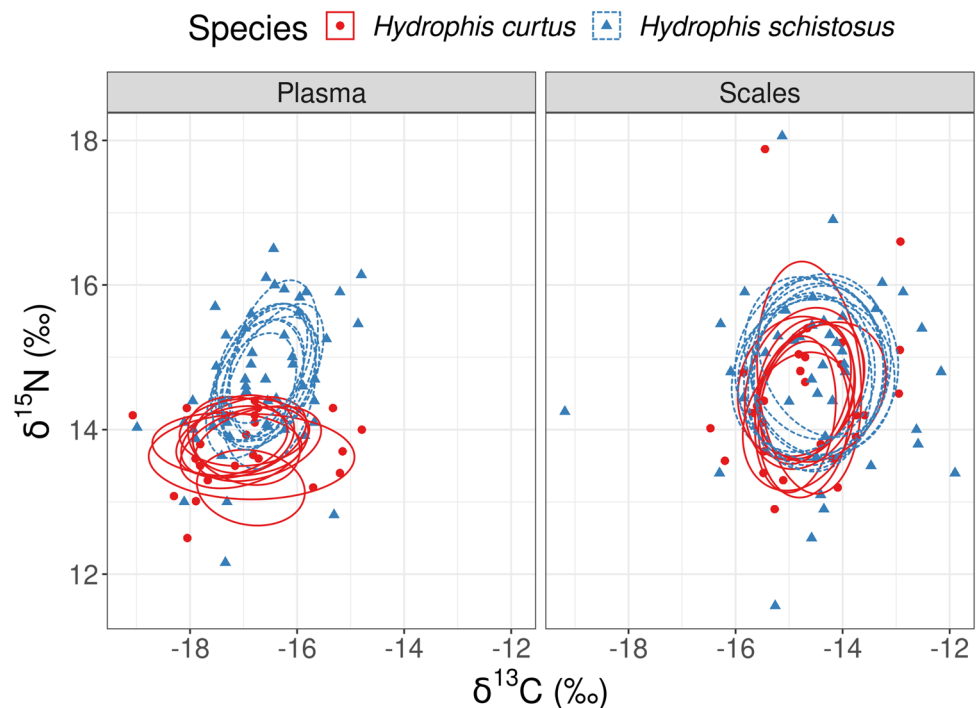 Species Hydrophis curtus Hydrophis schistosus
Plasma Scales
18
16
14
12
δ¹⁵N (‰)
-18 -16 -14 -12 -18 -16 -14 -12
δ¹³C (‰)